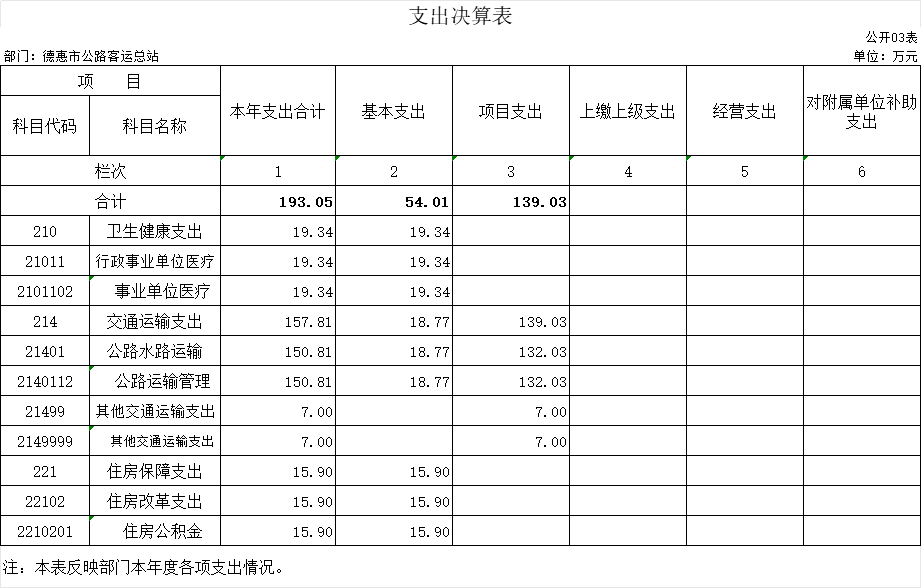 支出决算表
公开03表
部门：德惠市公路客运总站 单位：万元
项 目 本年支出合计 基本支出 项目支出 上缴上级支出 经营支出 对附属单位补助支出
科目代码 科目名称
栏次 1 2 3 4 5 6
合计 193.05 54.01 139.03
210 卫生健康支出 19.34 19.34
21011 行政事业单位医疗 19.34 19.34
2101102 事业单位医疗 19.34 19.34
214 交通运输支出 157.81 18.77 139.03
21401 公路水路运输 150.81 18.77 132.03
2140112 公路运输管理 150.81 18.77 132.03
21499 其他交通运输支出 7.00 7.00
2149999 其他交通运输支出 7.00 7.00
221 住房保障支出 15.90 15.90
22102 住房改革支出 15.90 15.90
2210201 住房公积金 15.90 15.90
注：本表反映部门本年度各项支出情况。